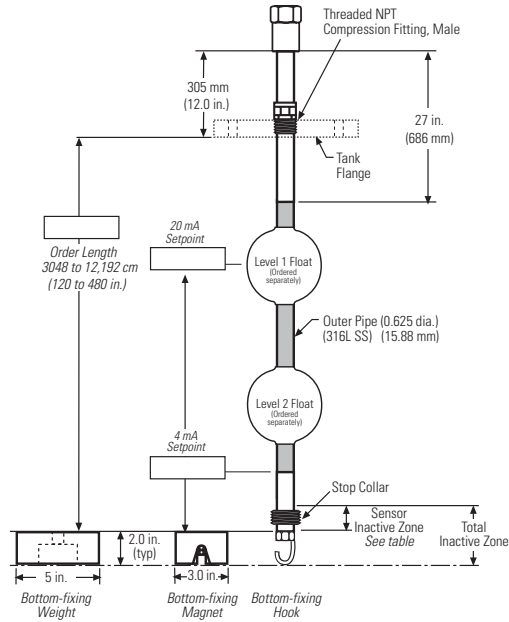 Threaded NPT
Compression Fitting, Male
305 mm
(12.0 in.)
27 in.
(686 mm)
Tank
Flange
20 mA
Setpoint
Order Length
3048 to 12,192 cm
(120 to 480 in.)
Level 1 Float
(Ordered
separately)
Outer Pipe (0.625 dia.)
(316L SS) (15.88 mm)
Level 2 Float
(Ordered
separately)
4 mA
Setpoint
Stop Collar
Sensor
Inactive Zone
See table
Total
Inactive Zone
2.0 in.
(typ)
5 in.
3.0 in.
Bottom-fixing
Weight
Bottom-fixing
Magnet
Bottom-fixing
Hook